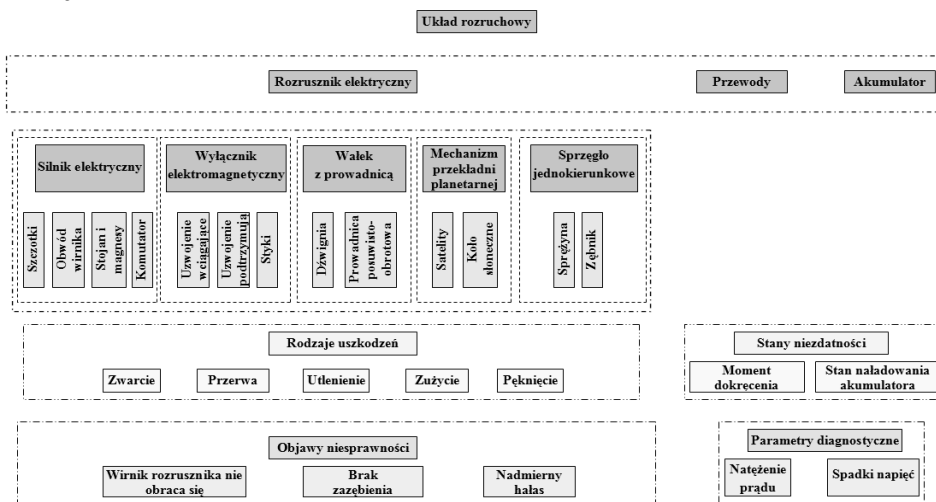 Układ rozruchowy
Rozrusznik elektryczny
Przewody
Akumulator
Silnik elektryczny
Wyłącznik
elektromagnetyczny
Wałek
z prowadnicą
Mechanizm
przekładni
planetarnej
Sprzęgło
jednokierunkowe
Szczotki
Obwód
wirnika
Stojan i
magnesy
Komutator
Uzwojenie
wciągające
Uzwojenie
podtrzymują
Styki
Dźwignia
Prowadnica
posuwisto-
obrotowa
Satelity
Koło
słoneczne
Sprężyna
Zębnik
Rodzaje uszkodzeń
Zwarcie
Przerwa
Utlenienie
Zużycie
Pęknięcie
Stany niezdatności
Moment
dokręcenia
Stan naładowania
akumulatora
Objawy niesprawności
Wirnik rozrusznika nie
obraca się
Brak
zazębienia
Nadmierny
hałas
Parametry diagnostyczne
Natężenie
prądu
Spadki napięć